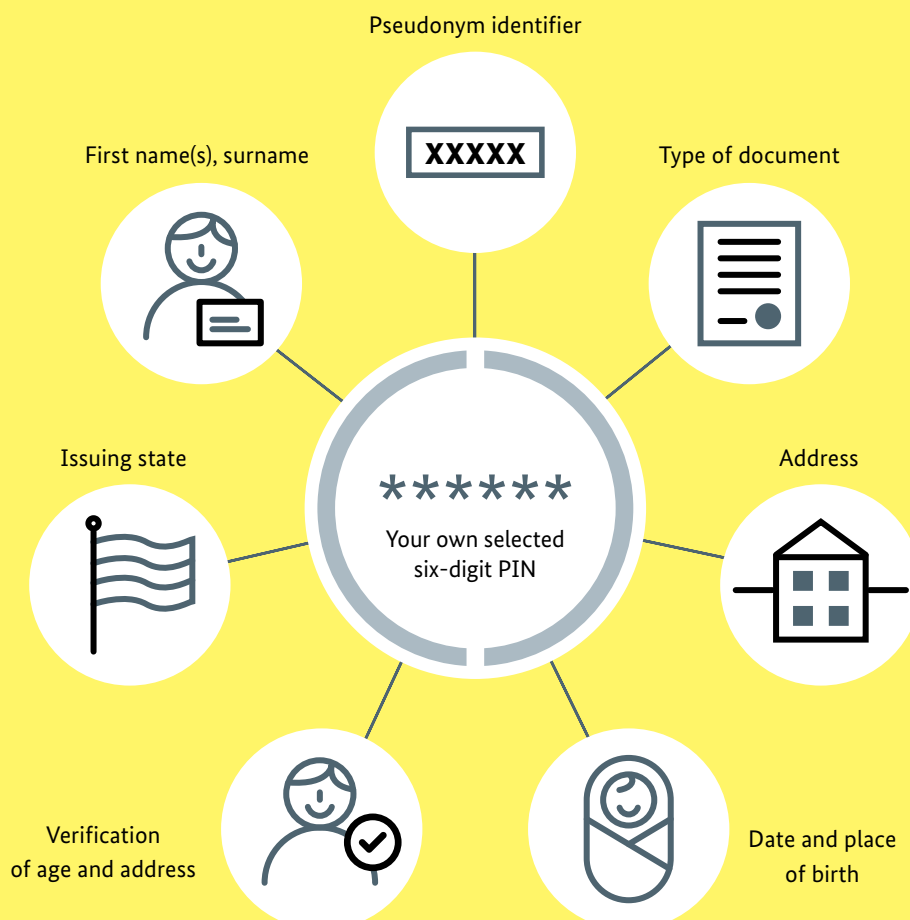 Pseudonym identifier
XXXXX
First name(s), surname
Type of document
Issuing state
Address
******
Your own selected
six-digit PIN
Verification
of age and address
Date and place
of birth